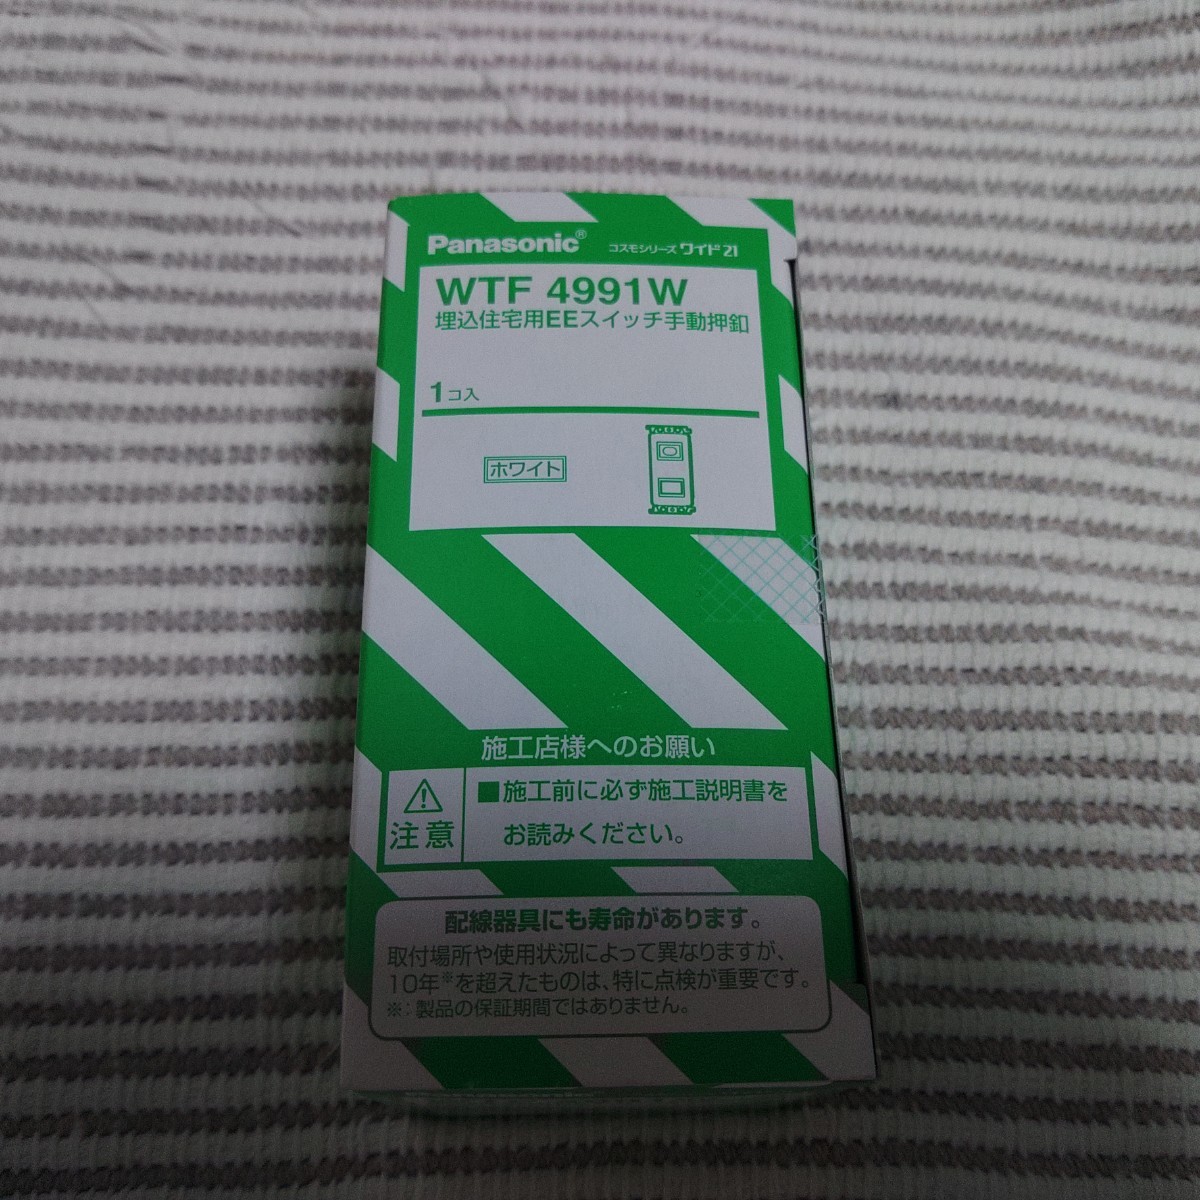 Panasonic® コスモシリーズ ワイド21
WTF 4991W
埋込住宅用EEスイッチ手動押釦
1コ入
ホワイト
施工店様へのお願い
注意
■施工前に必ず施工説明書を
お読みください。
配線器具にも寿命があります。
取付場所や使用状況によって異なりますが、
10年※を超えたものは、特に点検が重要です。
※：製品の保証期間ではありません。